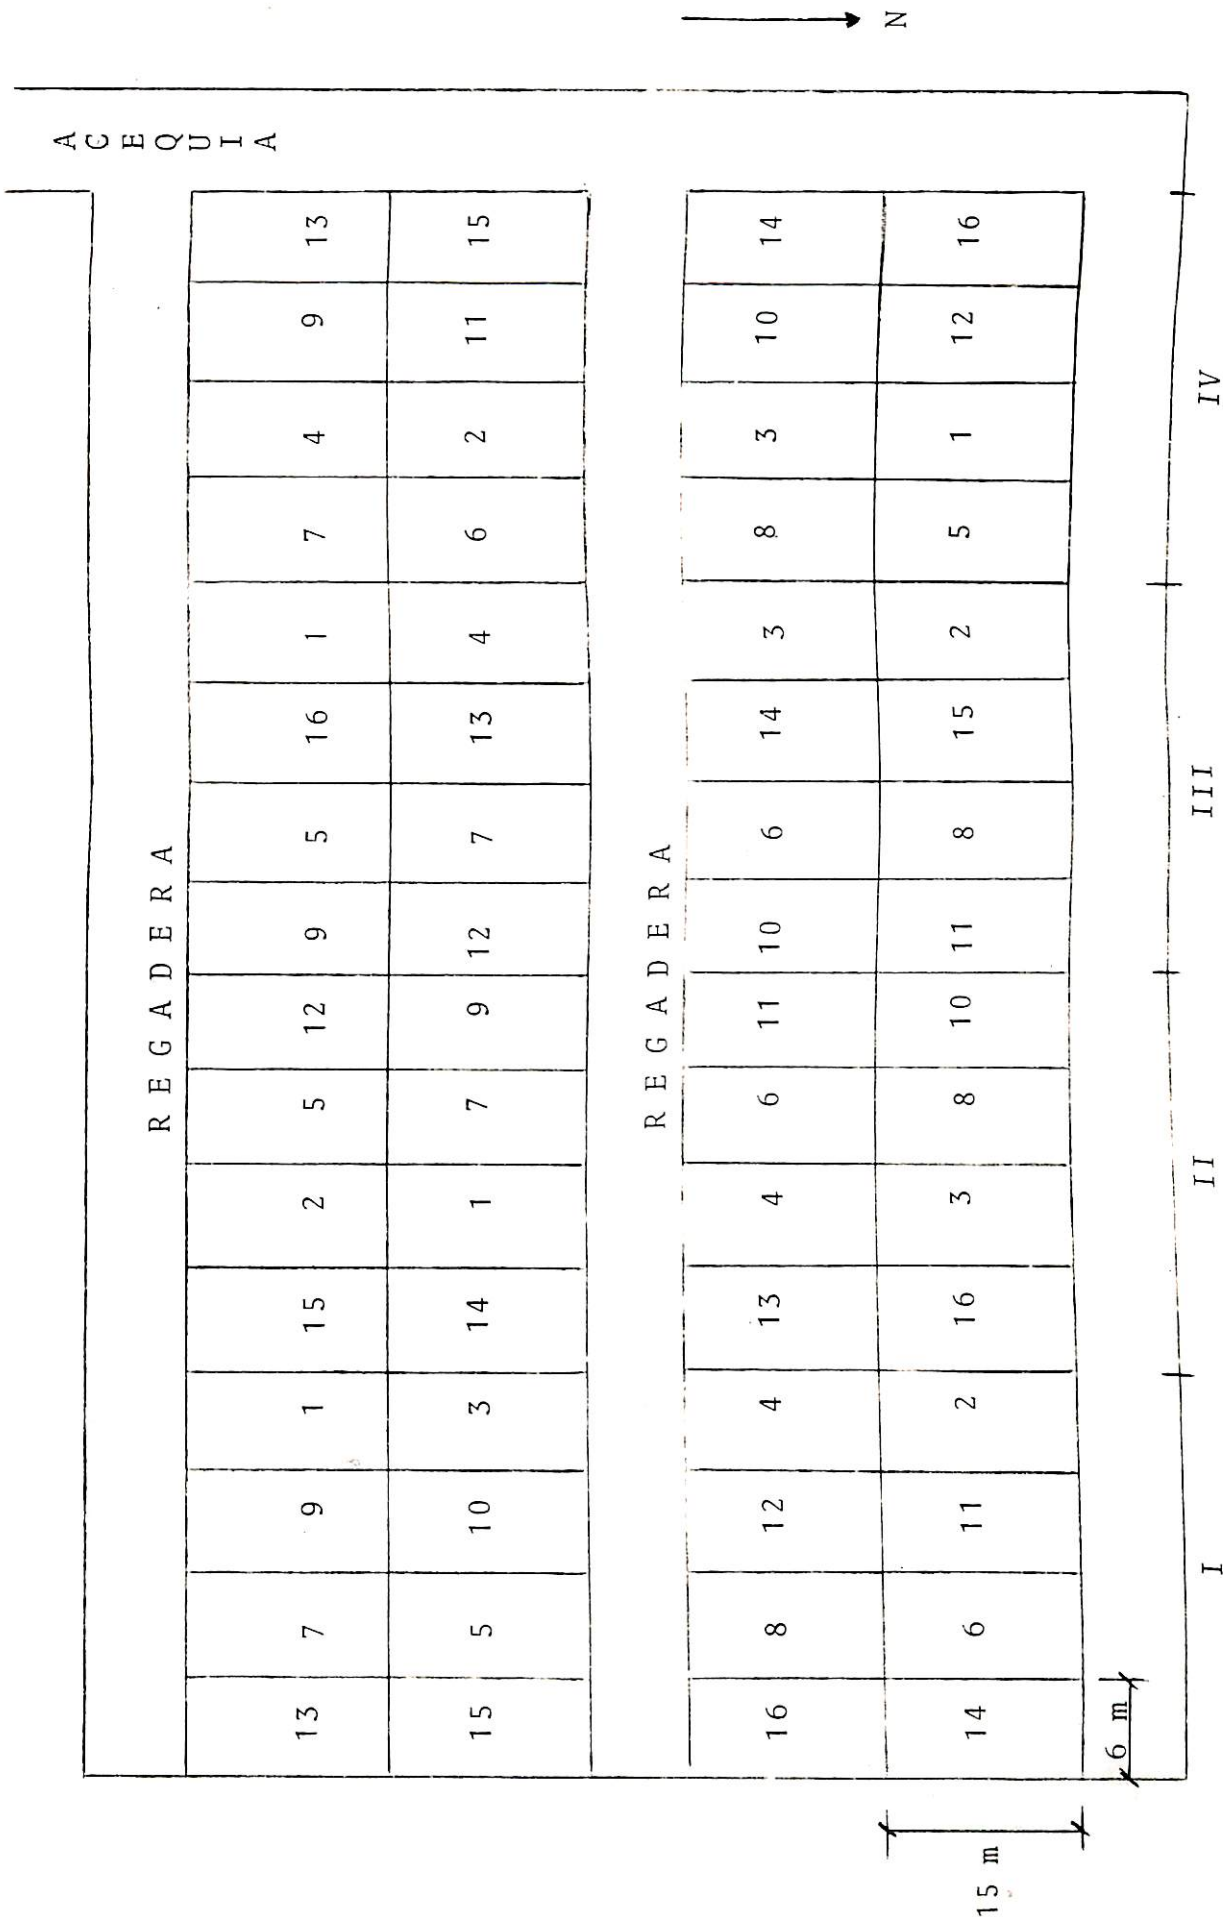 ACEQUIA
REGADERA
13 7 9 1 15 2 5 12 9 5 16 1 7 4 9 13
15 5 10 3 14 1 7 9 12 7 13 4 6 2 11 15
REGADERA
16 8 12 4 13 4 6 11 10 6 14 3 8 3 10 14
N
14 6 11 2 16 3 8 10 11 8 15 2 5 1 12 16
15 m
6 m
I II III IV